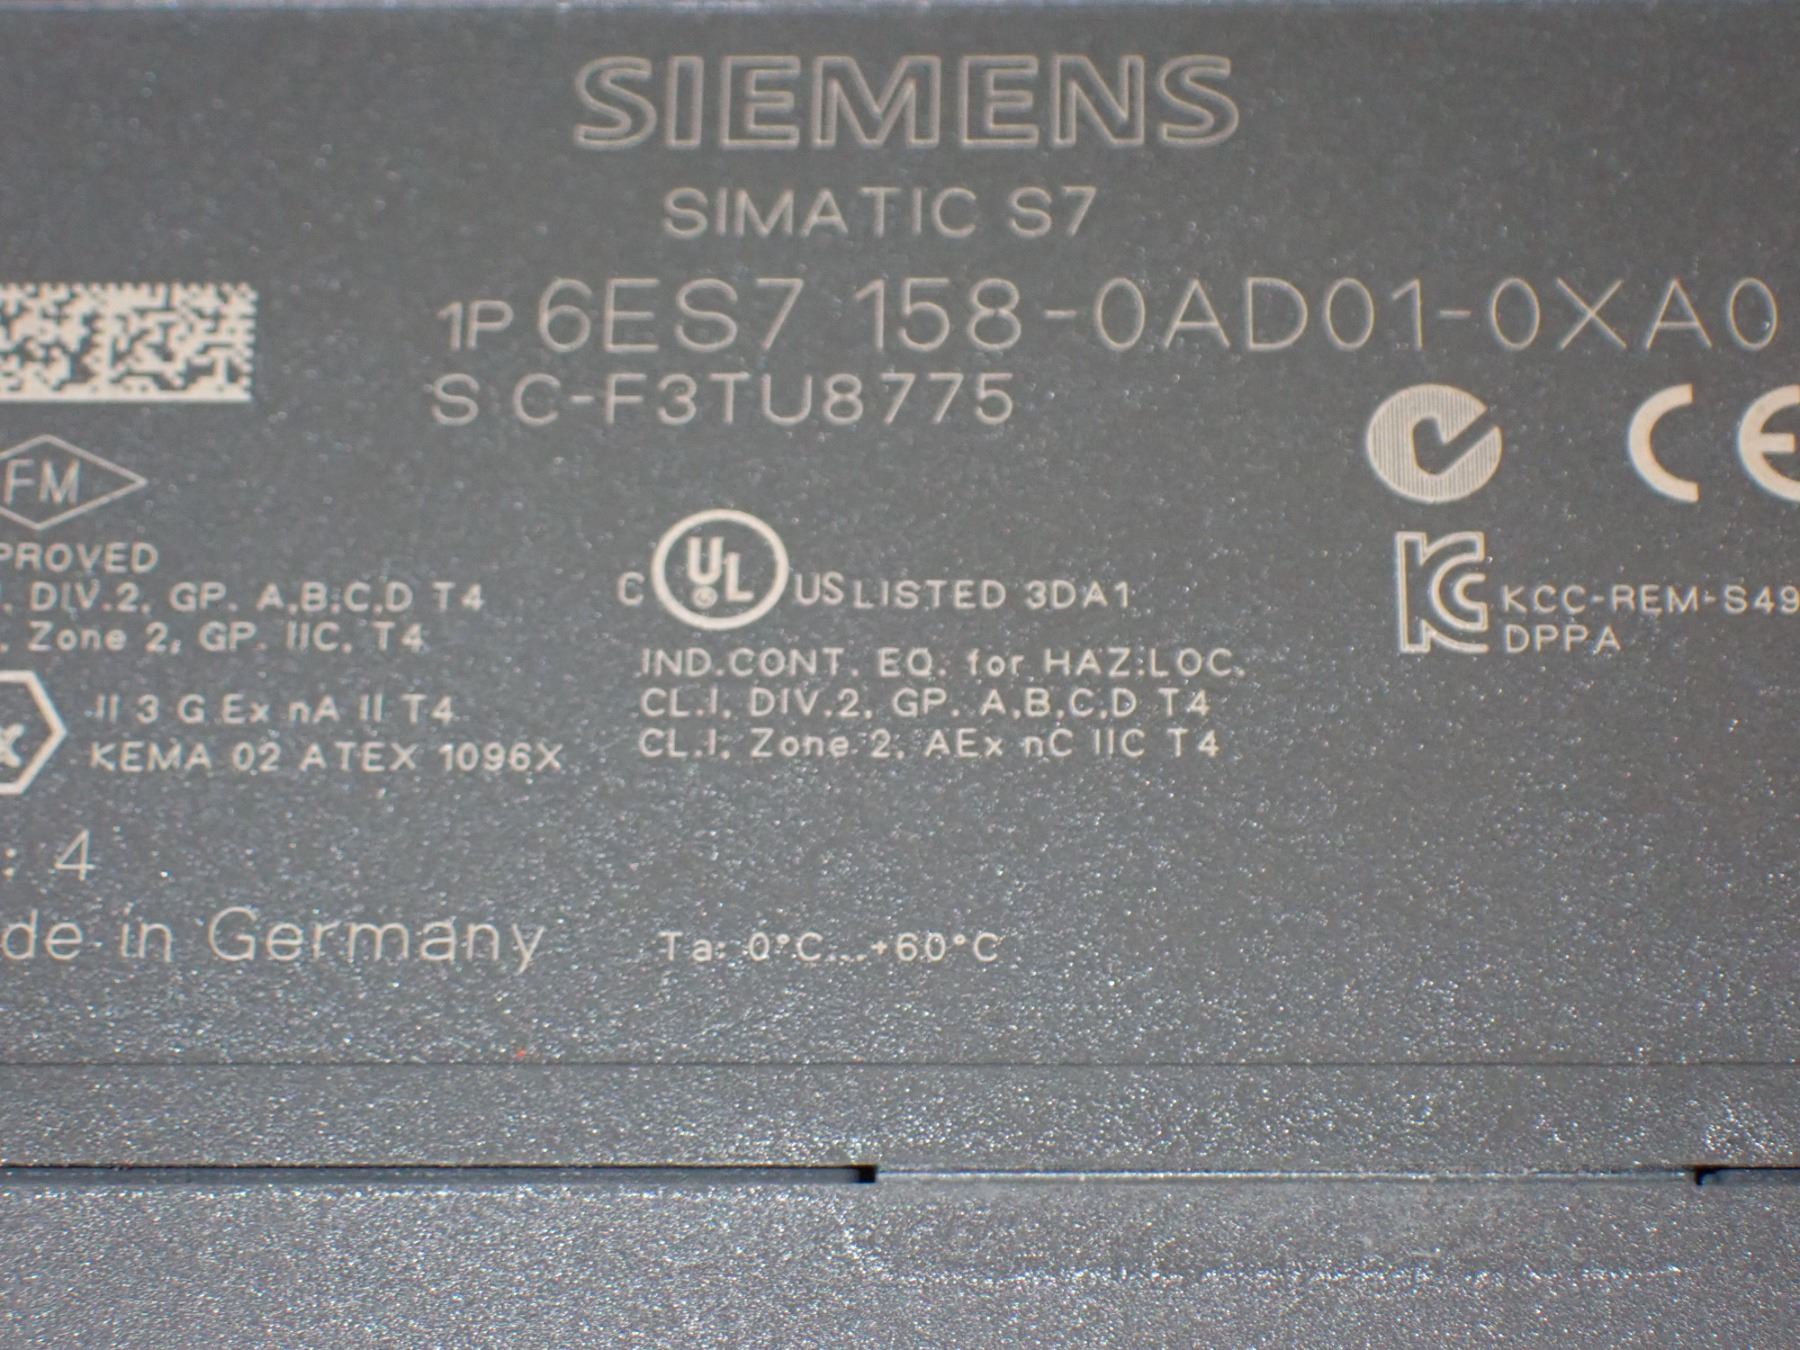 SIEMENS
SIMATIC S7
1P 6ES7 158-0AD01-0XA0
S C-F3TU8775
FM
PROVED
. DIV.2, GP. A,B,C,D T4
. Zone 2, GP. IIC, T4
II 3 G Ex nA II T4
KEMA 02 ATEX 1096X
C UL US LISTED 3DA1
IND.CONT. EQ. for HAZ.LOC.
CL.I, DIV.2, GP. A,B,C,D T4
CL.I, Zone 2, AEx nC IIC T4
CE
KCC-REM-S49
DPPA
: 4
de in Germany
Ta: 0°C...+60°C